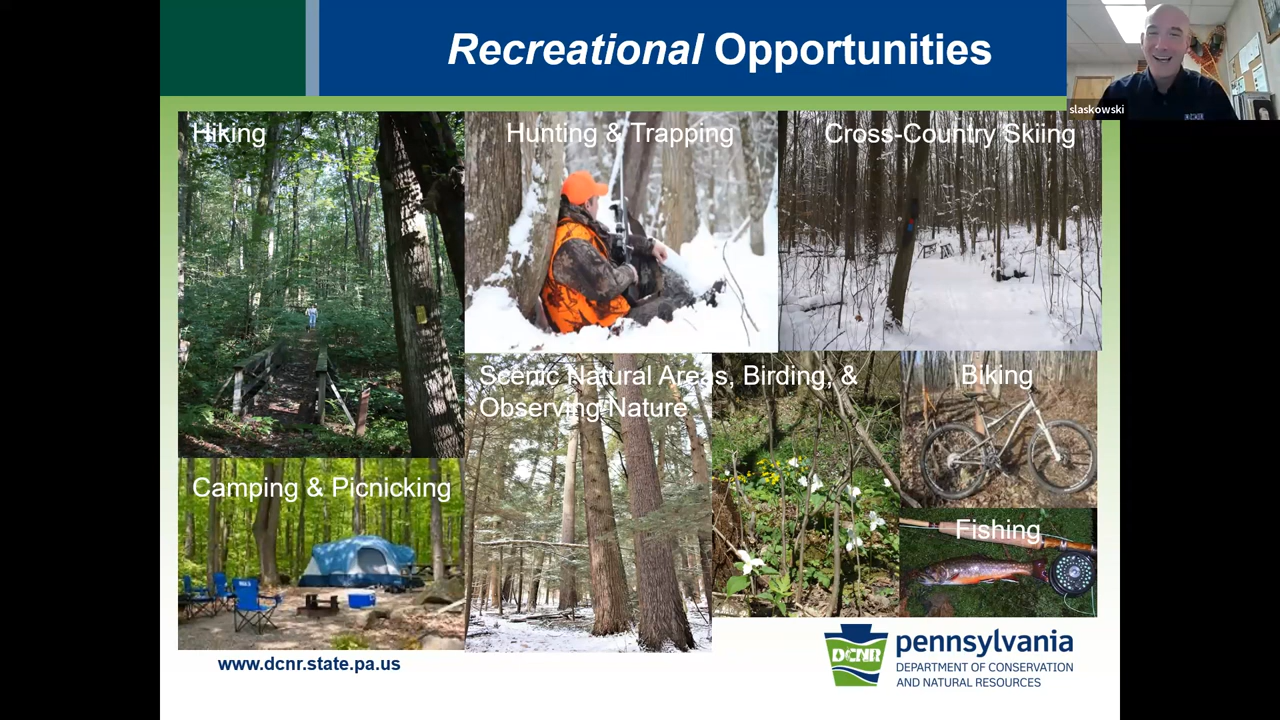 Recreational Opportunities
slaskowski
Hiking
Hunting & Trapping
Cross-Country Skiing
Scenic Natural Areas, Birding, &
Observing Nature
Biking
Camping & Picnicking
Fishing
www.dcnr.state.pa.us
DCNR
pennsylvania
DEPARTMENT OF CONSERVATION
AND NATURAL RESOURCES